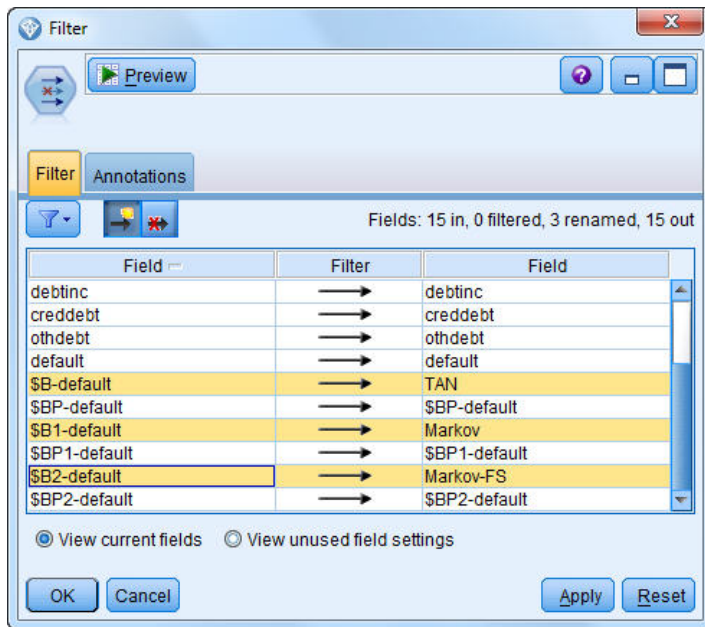 Filter
Preview
Filter Annotations
Fields: 15 in, 0 filtered, 3 renamed, 15 out
Field Filter Field
debtinc debtinc
creddebt creddebt
othdebt othdebt
default default
$B-default TAN
$BP-default $BP-default
$B1-default Markov
$BP1-default $BP1-default
$B2-default Markov-FS
$BP2-default $BP2-default
View current fields View unused field settings
OK Cancel Apply Reset